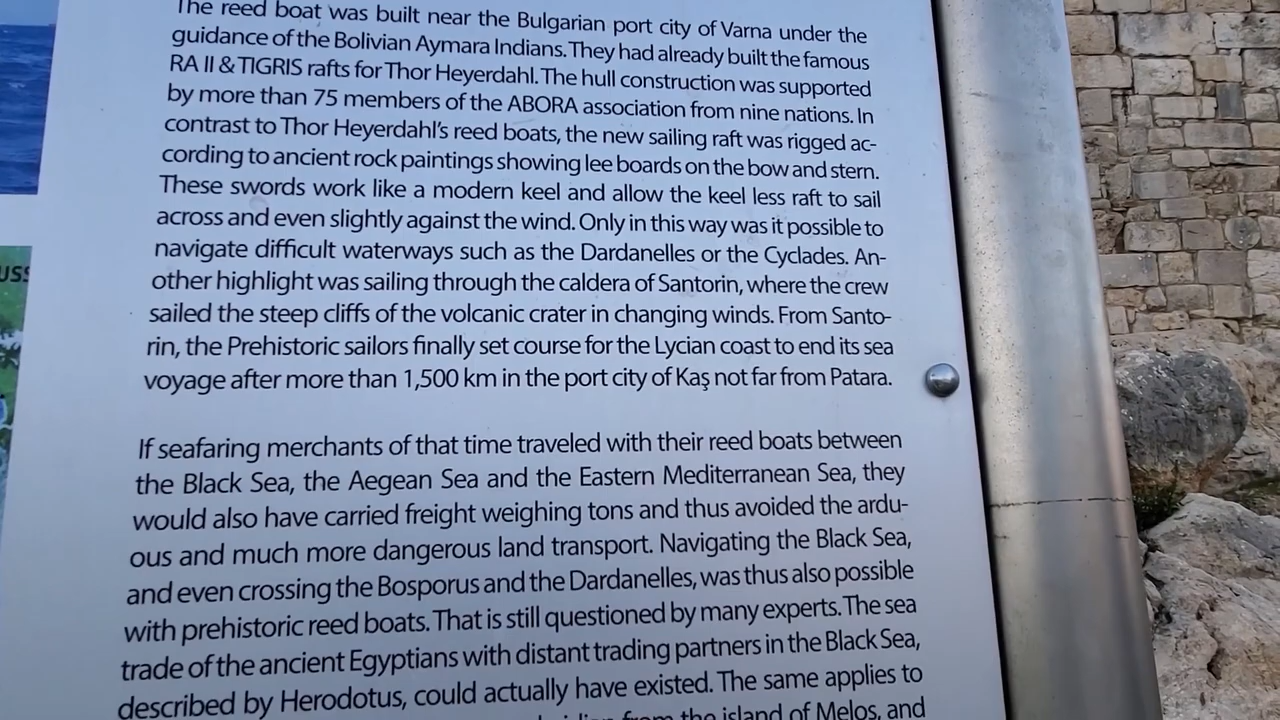 The reed boat was built near the Bulgarian port city of Varna under the
guidance of the Bolivian Aymara Indians. They had already built the famous
RA II & TIGRIS rafts for Thor Heyerdahl. The hull construction was supported
by more than 75 members of the ABORA association from nine nations. In
contrast to Thor Heyerdahl's reed boats, the new sailing raft was rigged ac-
cording to ancient rock paintings showing lee boards on the bow and stern.
These swords work like a modern keel and allow the keel less raft to sail
across and even slightly against the wind. Only in this way was it possible to
navigate difficult waterways such as the Dardanelles or the Cyclades. An-
other highlight was sailing through the caldera of Santorin, where the crew
sailed the steep cliffs of the volcanic crater in changing winds. From Santo-
rin, the Prehistoric sailors finally set course for the Lycian coast to end its sea
voyage after more than 1,500 km in the port city of Kaş not far from Patara.
If seafaring merchants of that time traveled with their reed boats between
the Black Sea, the Aegean Sea and the Eastern Mediterranean Sea, they
would also have carried freight weighing tons and thus avoided the ardu-
ous and much more dangerous land transport. Navigating the Black Sea,
and even crossing the Bosporus and the Dardanelles, was thus also possible
with prehistoric reed boats. That is still questioned by many experts. The sea
trade of the ancient Egyptians with distant trading partners in the Black Sea,
described by Herodotus, could actually have existed. The same applies to
from the island of Melos, and